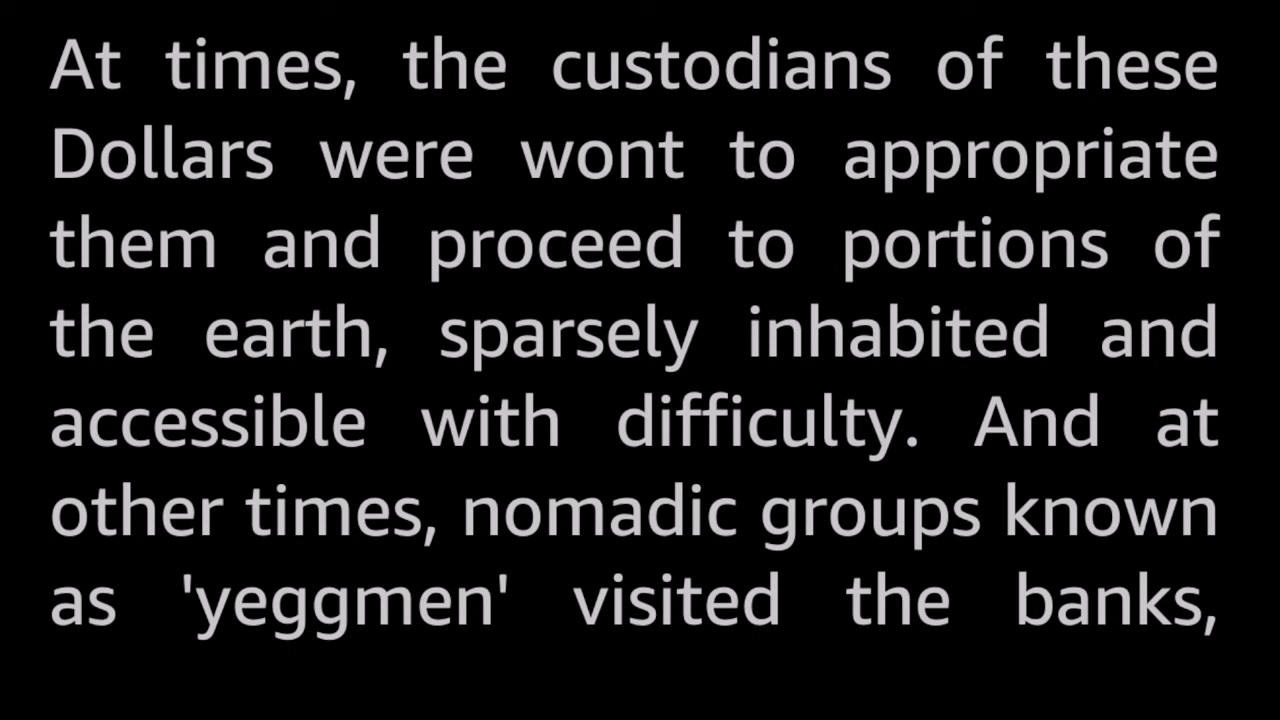 At times, the custodians of these
Dollars were wont to appropriate
them and proceed to portions of
the earth, sparsely inhabited and
accessible with difficulty. And at
other times, nomadic groups known
as 'yeggmen' visited the banks,